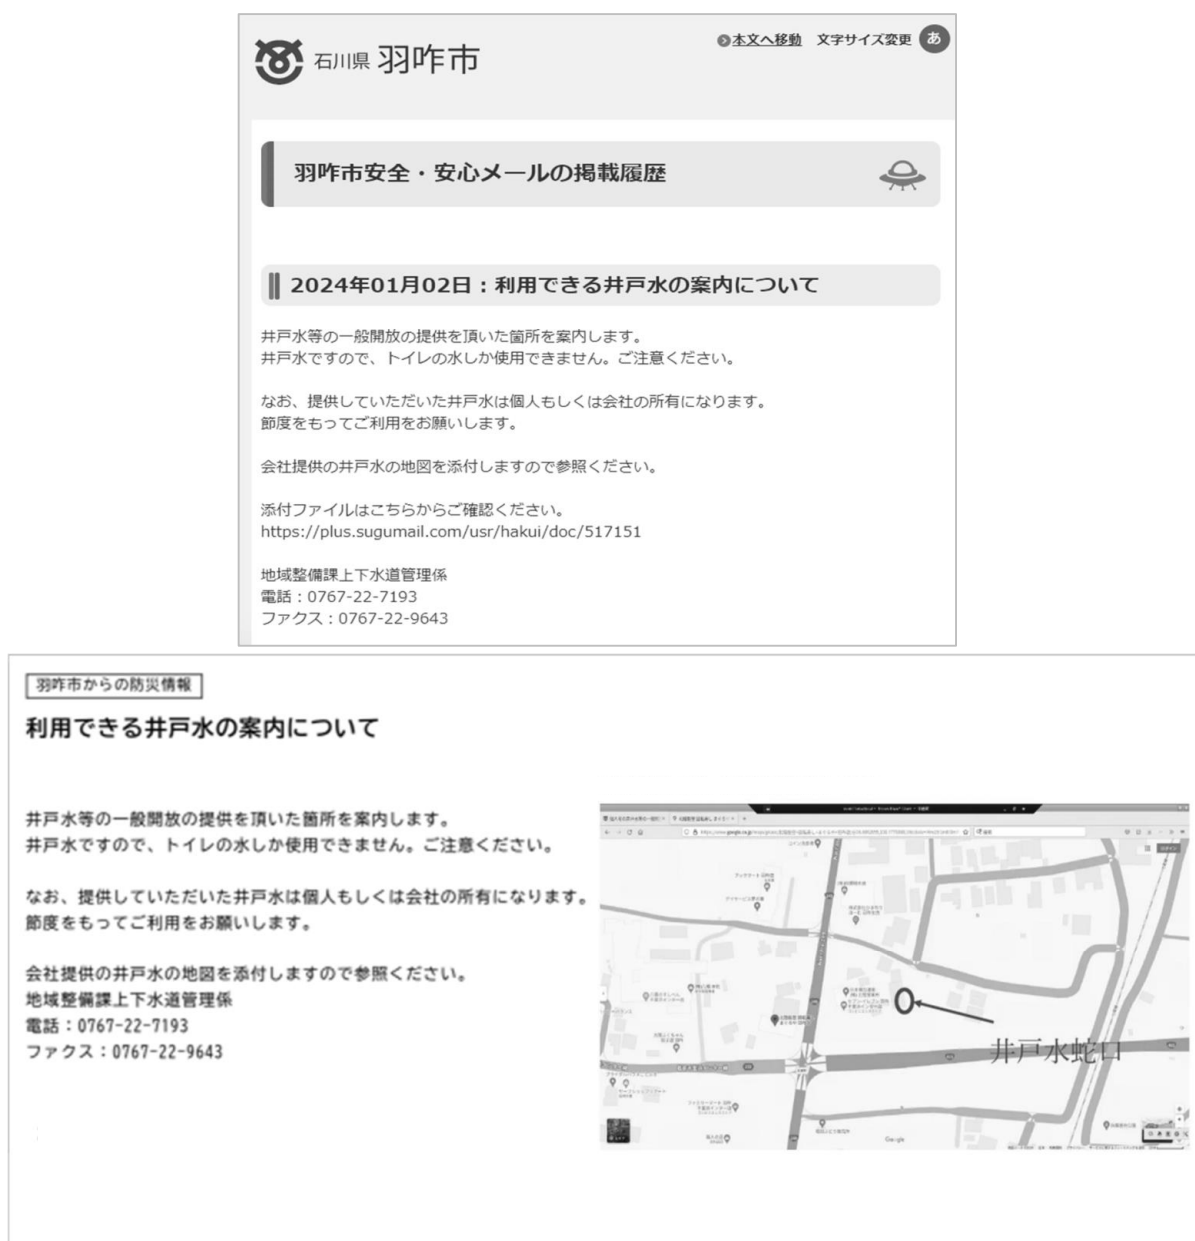 石川県 羽咋市
本文へ移動 文字サイズ変更 あ
羽咋市安全・安心メールの掲載履歴
2024年01月02日：利用できる井戸水の案内について
井戸水等の一般開放の提供を頂いた箇所を案内します。
井戸水ですので、トイレの水しか使用できません。ご注意ください。
なお、提供していただいた井戸水は個人もしくは会社の所有になります。
節度をもってご利用をお願いします。
会社提供の井戸水の地図を添付しますので参照ください。
添付ファイルはこちらからご確認ください。
https://plus.sugumail.com/usr/hakui/doc/517151
地域整備課上下水道管理係
電話：0767-22-7193
ファクス：0767-22-9643
羽咋市からの防災情報
利用できる井戸水の案内について
井戸水等の一般開放の提供を頂いた箇所を案内します。
井戸水ですので、トイレの水しか使用できません。ご注意ください。
なお、提供していただいた井戸水は個人もしくは会社の所有になります。
節度をもってご利用をお願いします。
会社提供の井戸水の地図を添付しますので参照ください。
地域整備課上下水道管理係
電話：0767-22-7193
ファクス：0767-22-9643
井戸水蛇口
Google